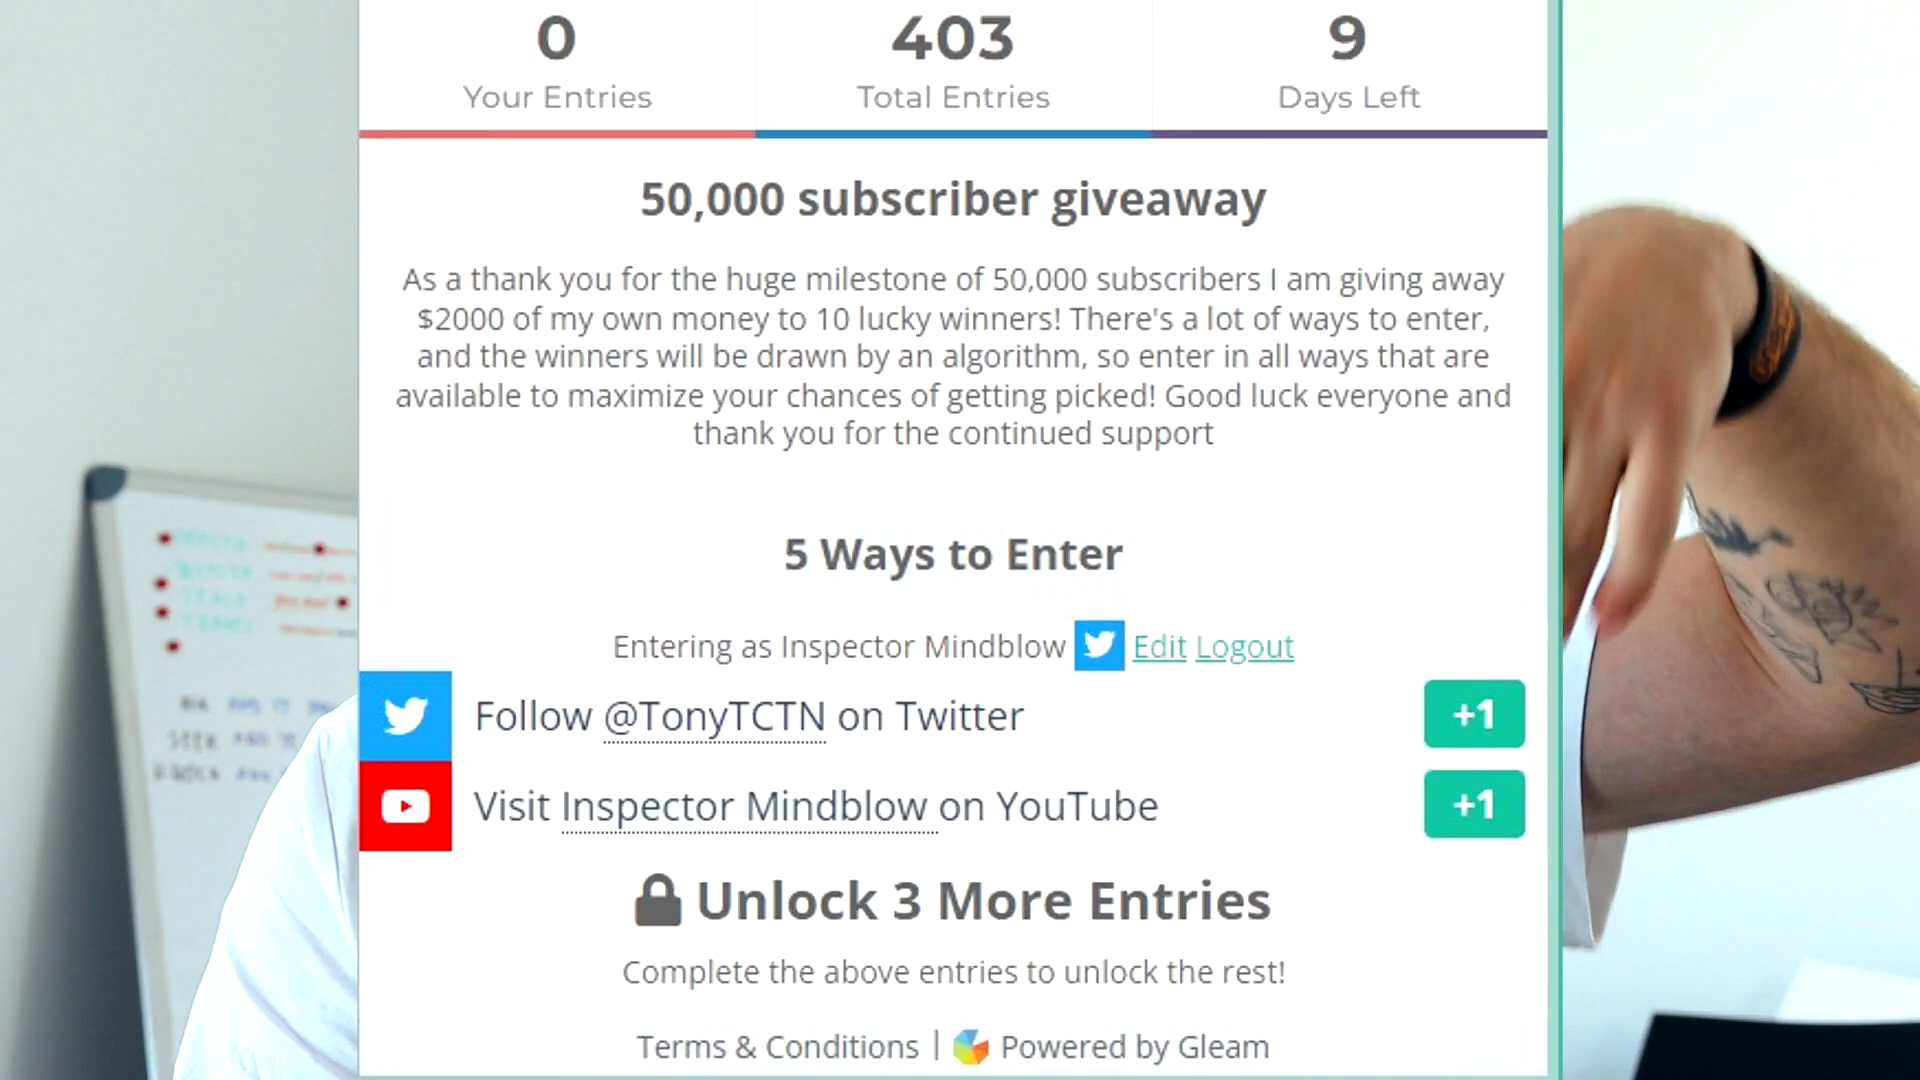 0
403
9
Your Entries
Total Entries
Days Left
50,000 subscriber giveaway
As a thank you for the huge milestone of 50,000 subscribers I am giving away
$2000 of my own money to 10 lucky winners! There's a lot of ways to enter,
and the winners will be drawn by an algorithm, so enter in all ways that are
available to maximize your chances of getting picked! Good luck everyone and
thank you for the continued support
5 Ways to Enter
Entering as Inspector Mindblow Edit Logout
Follow @TonyTCTN on Twitter
+1
Visit Inspector Mindblow on YouTube
+1
Unlock 3 More Entries
Complete the above entries to unlock the rest!
Terms & Conditions | Powered by Gleam